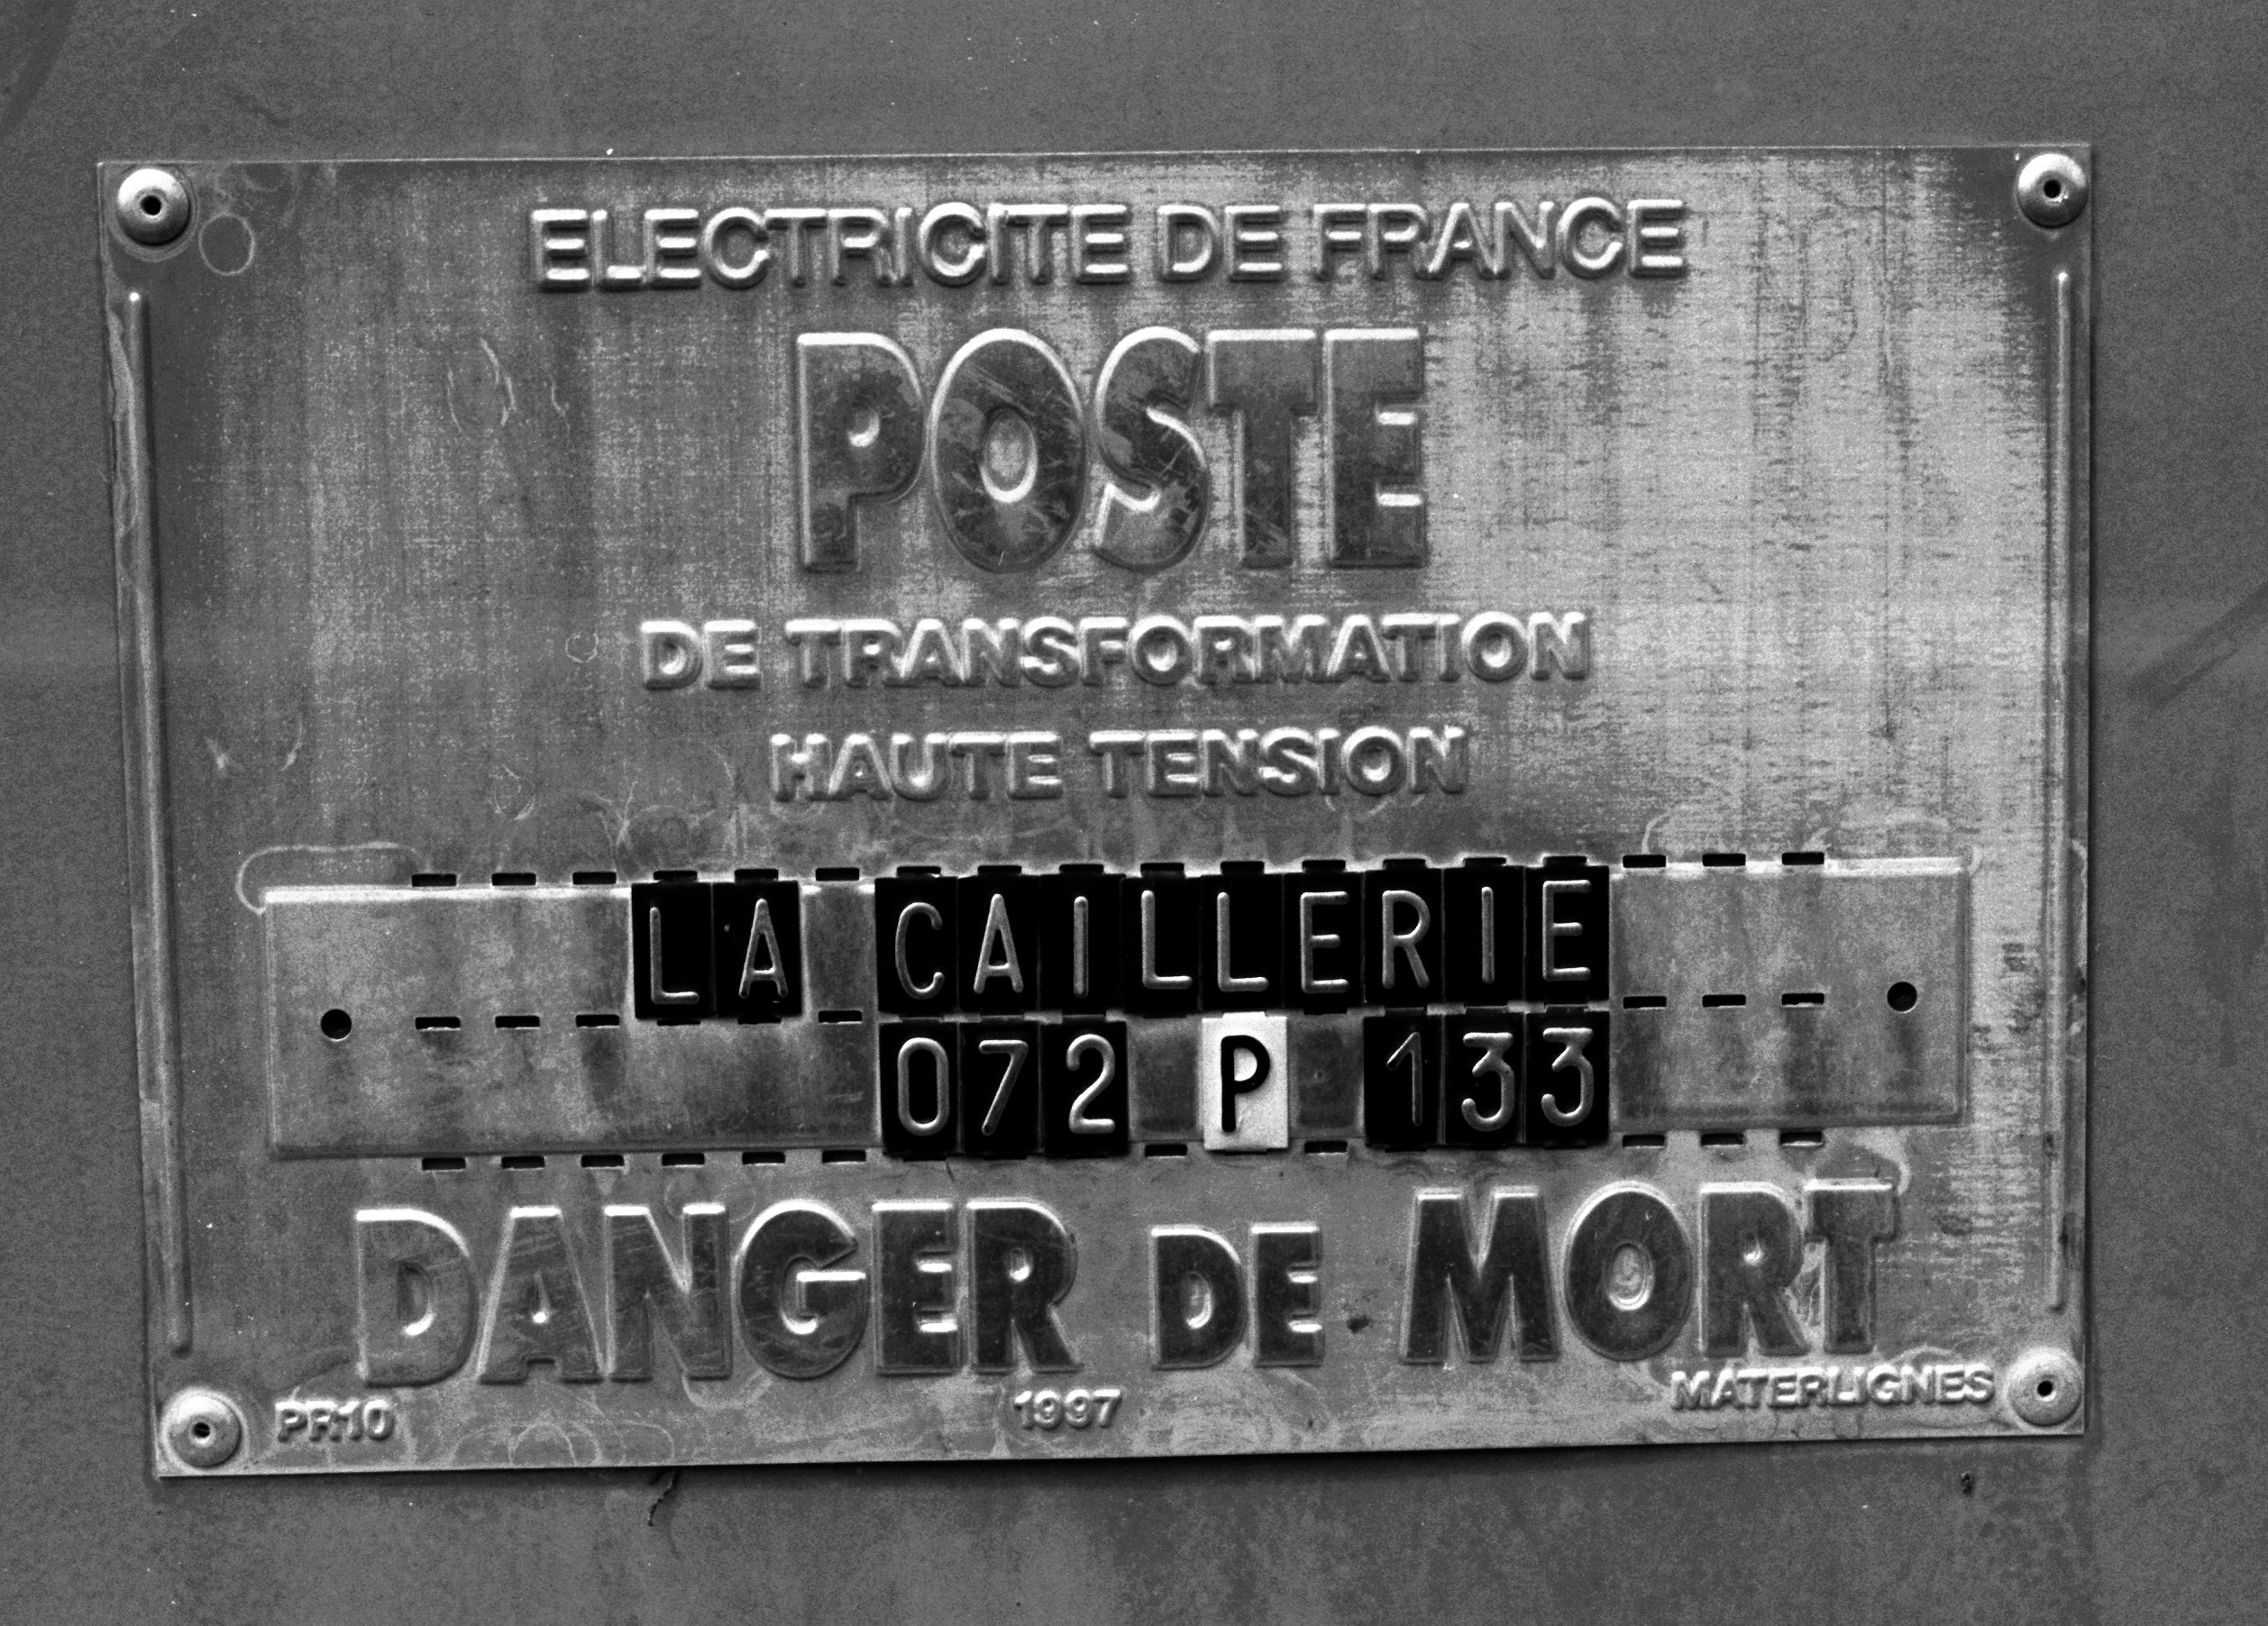 ELECTRICITE DE FRANCE
POSTE
DE TRANSFORMATION
HAUTE TENSION
LA CAILLERIE
072 P 133
DANGER DE MORT
PR10 1997 MATERLIGNES